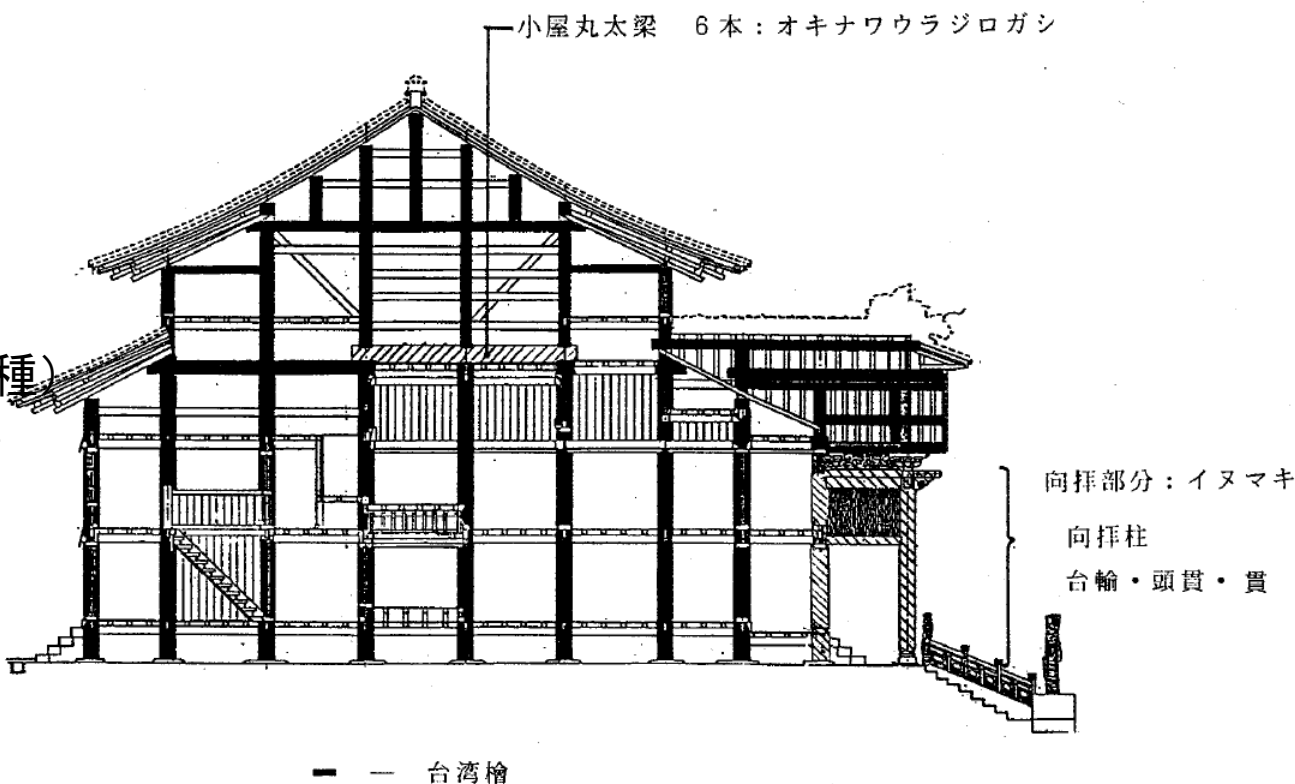 小屋丸太梁　6本：オキナワウラジロガシ
種）
向拝部分：イヌマキ
向拝柱
台輪・頭貫・貫
台湾檜